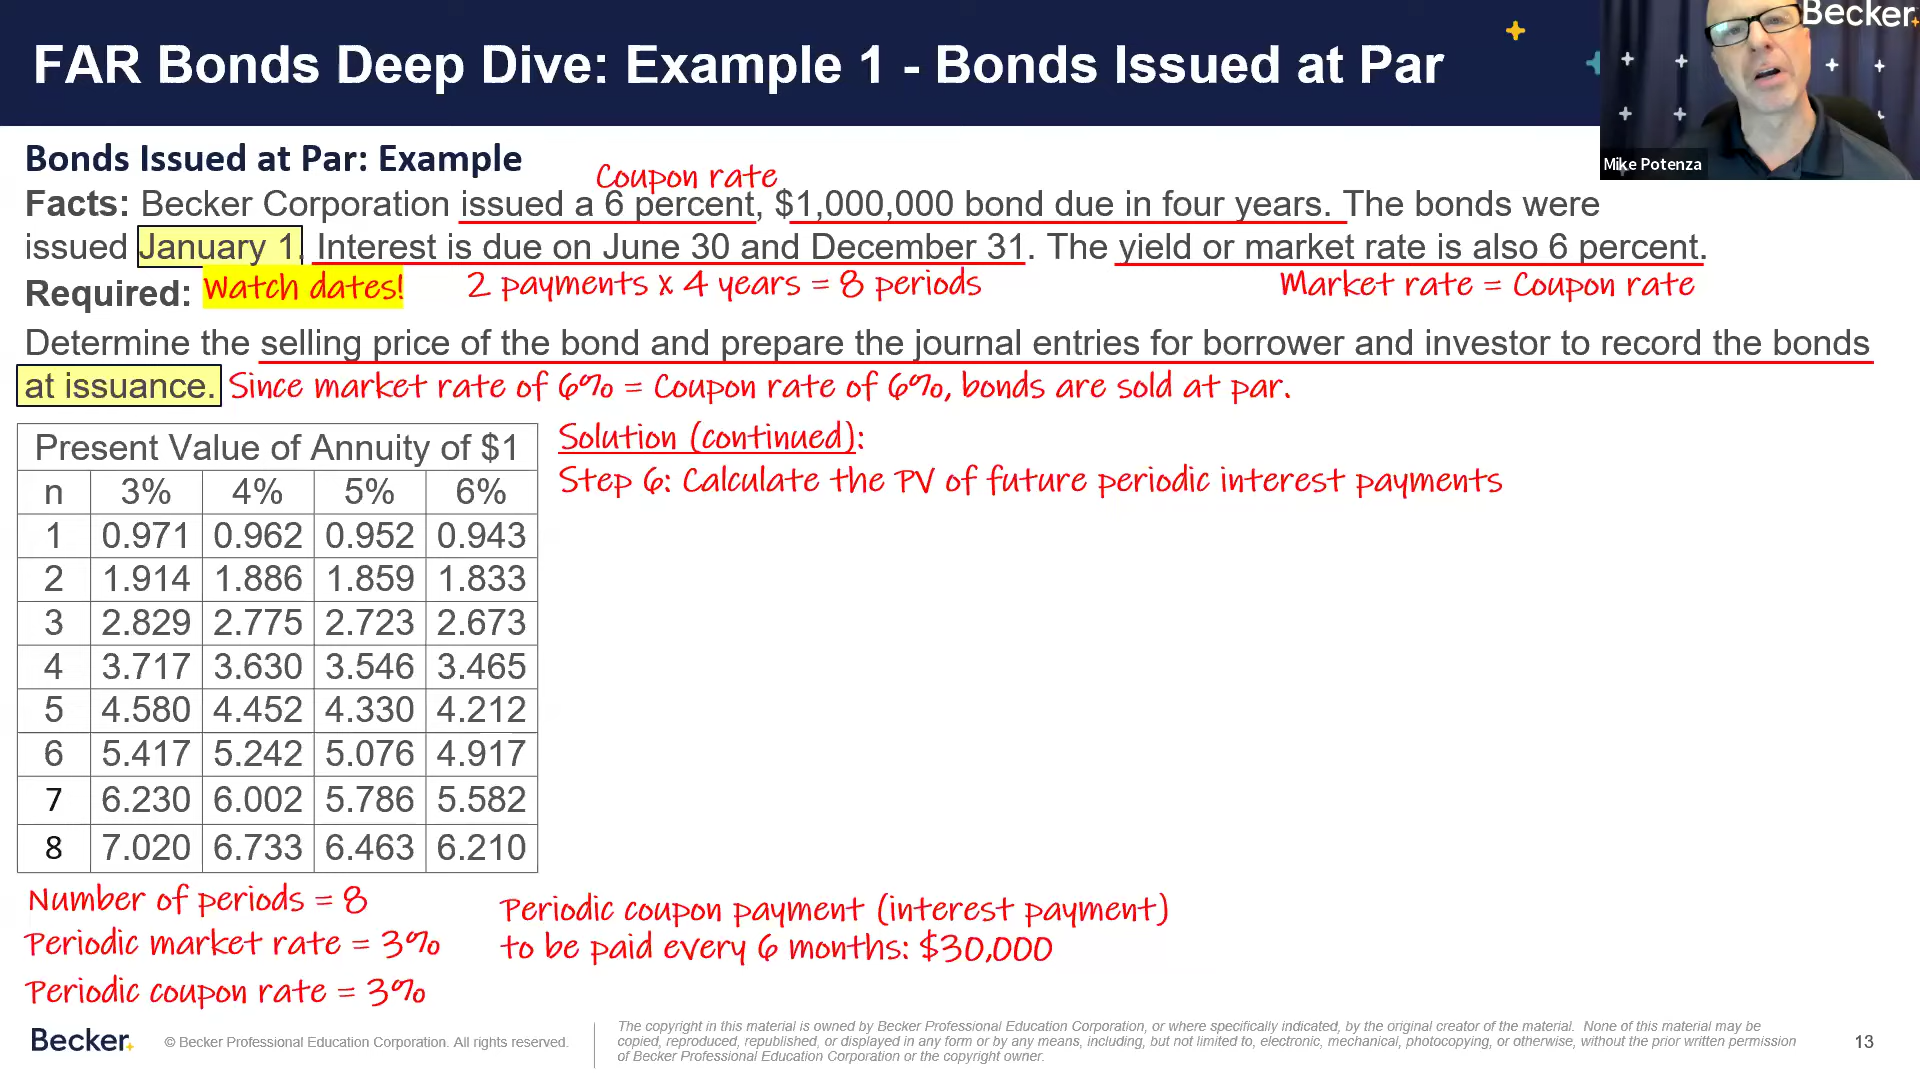 Becker
FAR Bonds Deep Dive: Example 1 - Bonds Issued at Par
Mike Potenza
Bonds Issued at Par: Example
Coupon rate
Facts: Becker Corporation issued a 6 percent, $1,000,000 bond due in four years. The bonds were
issued January 1. Interest is due on June 30 and December 31. The yield or market rate is also 6 percent.
Required: Watch dates! 2 payments x 4 years = 8 periods Market rate = Coupon rate
Determine the selling price of the bond and prepare the journal entries for borrower and investor to record the bonds
at issuance. Since market rate of 6% = Coupon rate of 6%, bonds are sold at par.
Present Value of Annuity of $1
n 3% 4% 5% 6%
1 0.971 0.962 0.952 0.943
2 1.914 1.886 1.859 1.833
3 2.829 2.775 2.723 2.673
4 3.717 3.630 3.546 3.465
5 4.580 4.452 4.330 4.212
6 5.417 5.242 5.076 4.917
7 6.230 6.002 5.786 5.582
8 7.020 6.733 6.463 6.210
Solution (continued):
Step 6: Calculate the PV of future periodic interest payments
Number of periods = 8
Periodic market rate = 3%
Periodic coupon rate = 3%
Periodic coupon payment (interest payment)
to be paid every 6 months: $30,000
Becker.
© Becker Professional Education Corporation. All rights reserved.
The copyright in this material is owned by Becker Professional Education Corporation, or where specifically indicated, by the original creator of the material. None of this material may be
copied, reproduced, republished, or displayed in any form or by any means, including, but not limited to, electronic, mechanical, photocopying, or otherwise, without the prior written permission
of Becker Professional Education Corporation or the copyright owner.
13